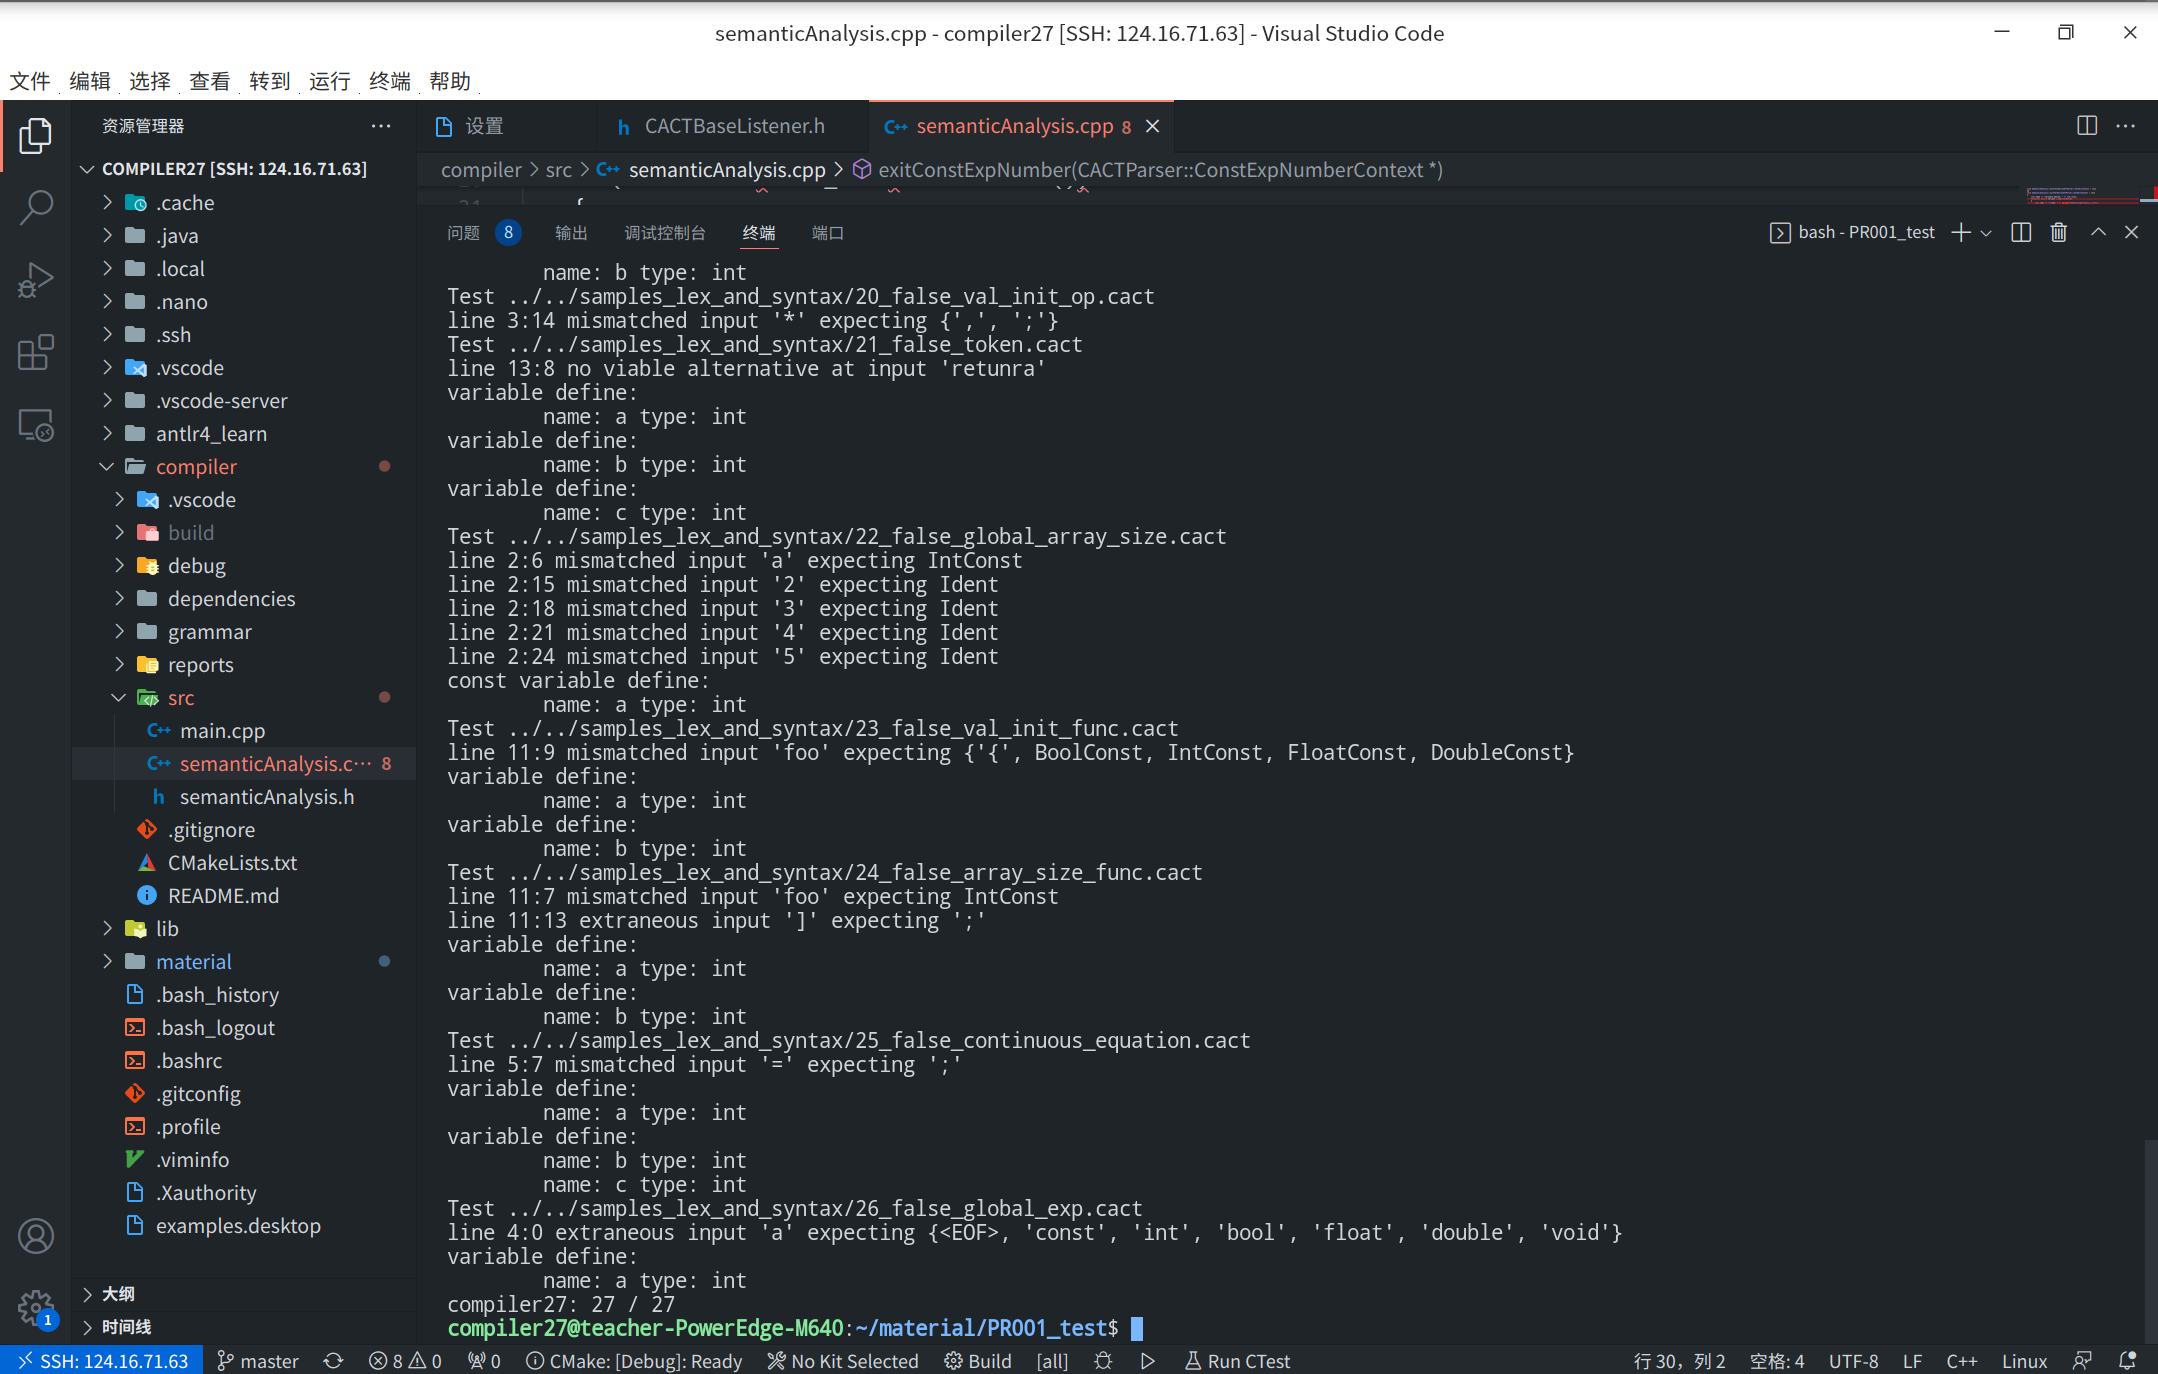 semanticAnalysis.cpp - compiler27 [SSH: 124.16.71.63] - Visual Studio Code
文件 编辑 选择 查看 转到 运行 终端 帮助
资源管理器
设置
CACTBaseListener.h
semanticAnalysis.cpp 8
COMPILER27 [SSH: 124.16.71.63]
compiler > src > semanticAnalysis.cpp > exitConstExpNumber(CACTParser::ConstExpNumberContext *)
.cache
.java
.local
.nano
.ssh
.vscode
.vscode-server
antlr4_learn
compiler
.vscode
build
debug
dependencies
grammar
reports
src
main.cpp
semanticAnalysis.c··· 8
semanticAnalysis.h
.gitignore
CMakeLists.txt
README.md
lib
material
.bash_history
.bash_logout
.bashrc
.gitconfig
.profile
.viminfo
.Xauthority
examples.desktop
大纲
时间线
1
问题 8 输出 调试控制台 终端 端口
bash - PR001_test
name: b type: int
Test ../../samples_lex_and_syntax/20_false_val_init_op.cact
line 3:14 mismatched input '*' expecting {',', ';'}
Test ../../samples_lex_and_syntax/21_false_token.cact
line 13:8 no viable alternative at input 'retunra'
variable define:
name: a type: int
variable define:
name: b type: int
variable define:
name: c type: int
Test ../../samples_lex_and_syntax/22_false_global_array_size.cact
line 2:6 mismatched input 'a' expecting IntConst
line 2:15 mismatched input '2' expecting Ident
line 2:18 mismatched input '3' expecting Ident
line 2:21 mismatched input '4' expecting Ident
line 2:24 mismatched input '5' expecting Ident
const variable define:
name: a type: int
Test ../../samples_lex_and_syntax/23_false_val_init_func.cact
line 11:9 mismatched input 'foo' expecting {'{', BoolConst, IntConst, FloatConst, DoubleConst}
variable define:
name: a type: int
variable define:
name: b type: int
Test ../../samples_lex_and_syntax/24_false_array_size_func.cact
line 11:7 mismatched input 'foo' expecting IntConst
line 11:13 extraneous input ']' expecting ';'
variable define:
name: a type: int
variable define:
name: b type: int
Test ../../samples_lex_and_syntax/25_false_continuous_equation.cact
line 5:7 mismatched input '=' expecting ';'
variable define:
name: a type: int
variable define:
name: b type: int
name: c type: int
Test ../../samples_lex_and_syntax/26_false_global_exp.cact
line 4:0 extraneous input 'a' expecting {<EOF>, 'const', 'int', 'bool', 'float', 'double', 'void'}
variable define:
name: a type: int
compiler27: 27 / 27
compiler27@teacher-PowerEdge-M640:~/material/PR001_test$
SSH: 124.16.71.63 master 8 0 0 CMake: [Debug]: Ready No Kit Selected Build [all] Run CTest 行 30，列 2 空格: 4 UTF-8 LF C++ Linux